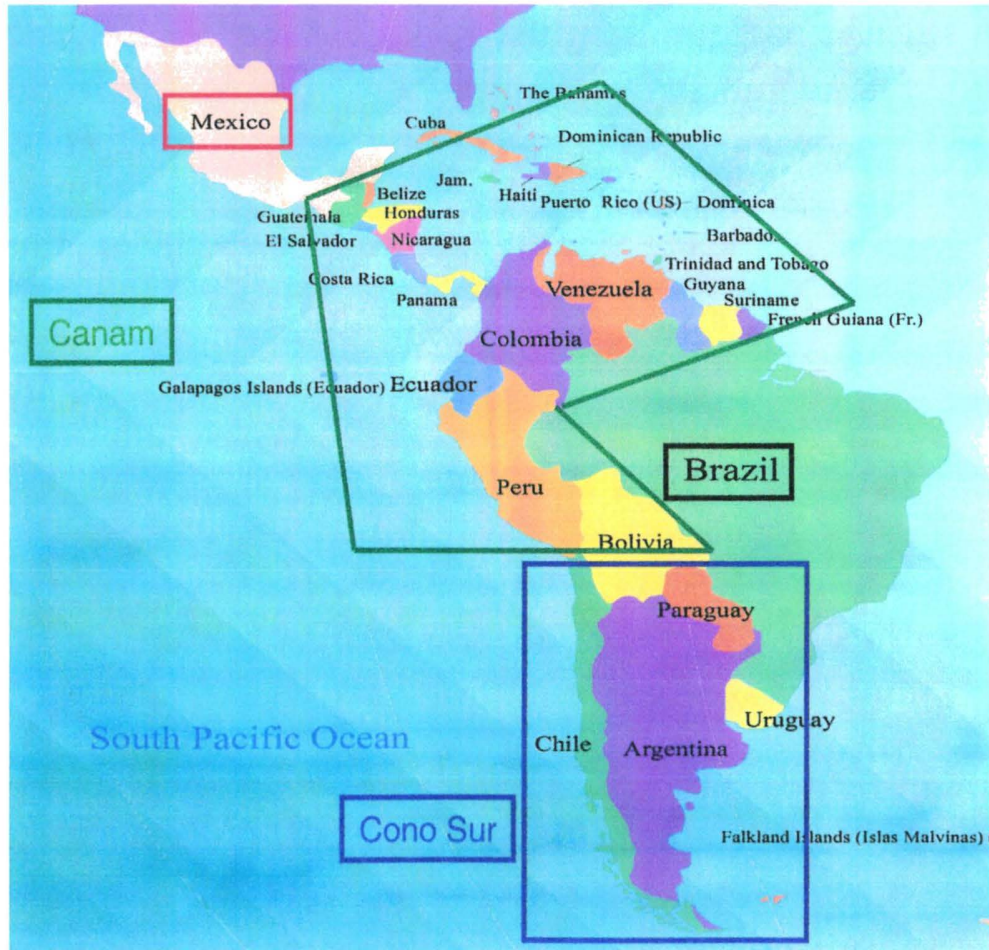 The Bahamas
Mexico
Cuba
Dominican Republic
Jam.
Haiti
Puerto Rico (US)
Dominica
Belize
Guatemala
Honduras
El Salvador
Nicaragua
Barbados
Costa Rica
Trinidad and Tobago
Panama
Guyana
Venezuela
Suriname
French Guiana (Fr.)
Canam
Colombia
Galapagos Islands (Ecuador)
Ecuador
Brazil
Peru
Bolivia
Paraguay
Uruguay
South Pacific Ocean
Chile
Argentina
Cono Sur
Falkland Islands (Islas Malvinas)